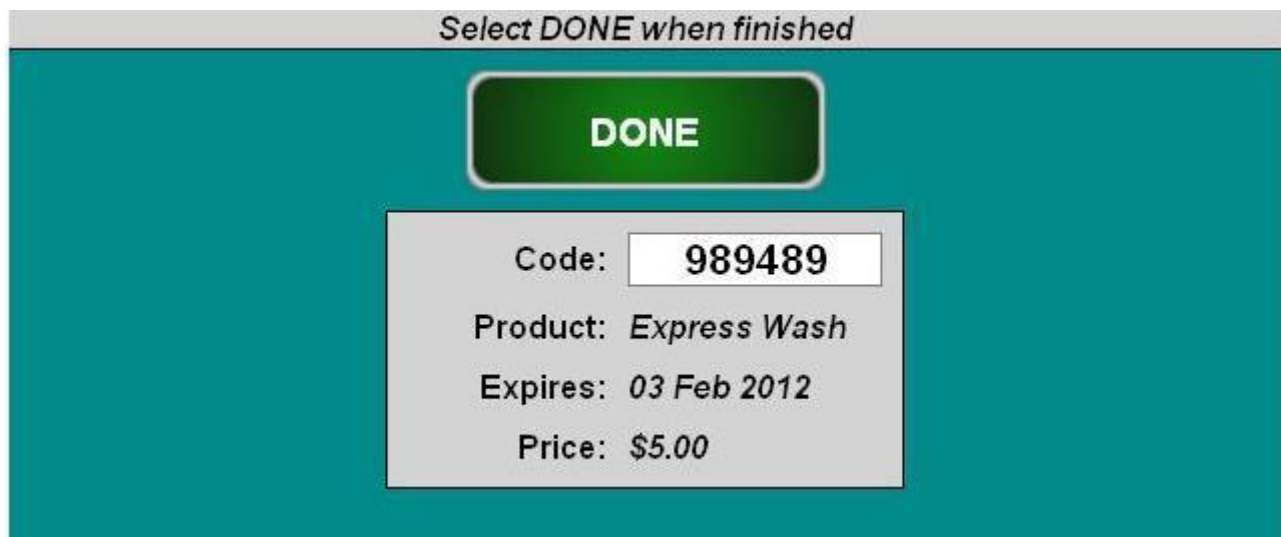 Select DONE when finished
DONE
Code: 989489
Product: Express Wash
Expires: 03 Feb 2012
Price: $5.00